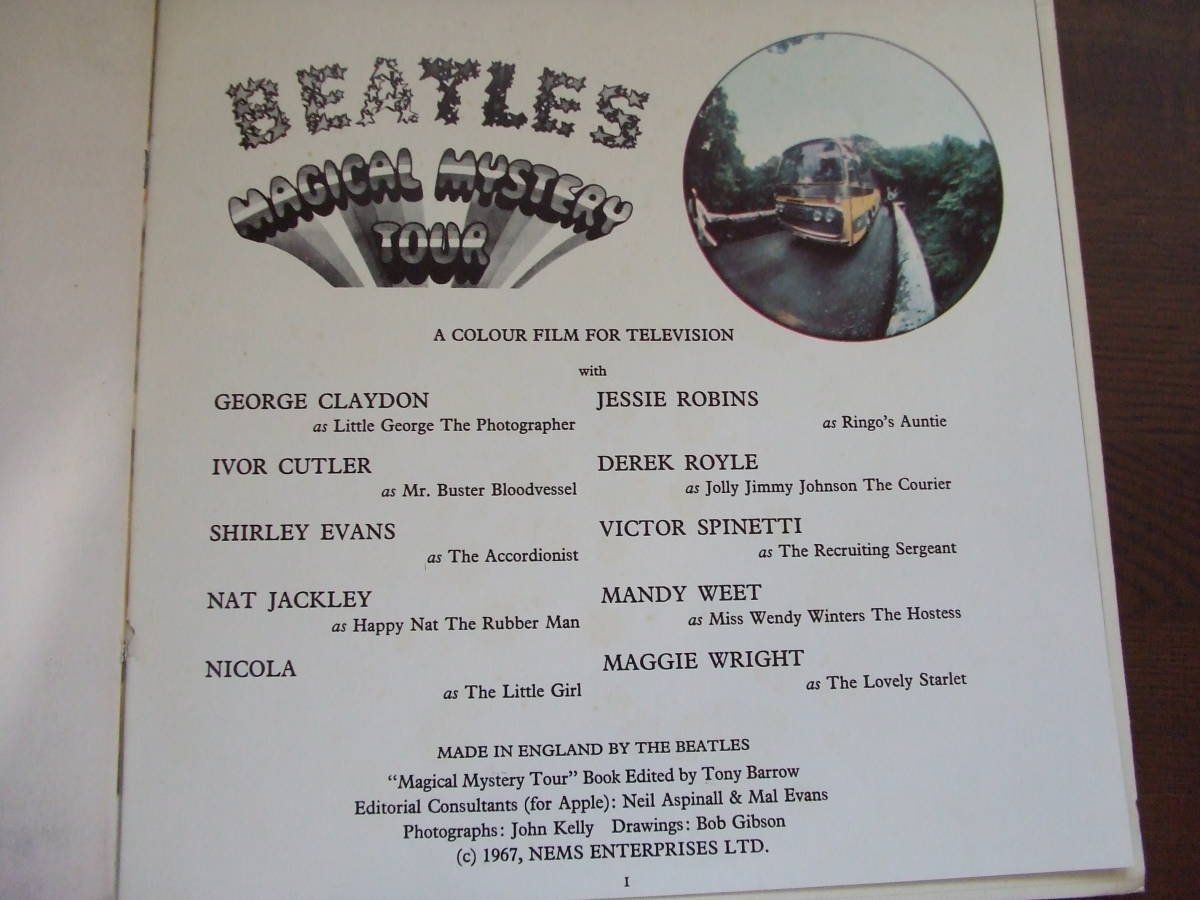 BEATLES
MAGICAL MYSTERY
TOUR
A COLOUR FILM FOR TELEVISION
with
GEORGE CLAYDON
as Little George The Photographer
IVOR CUTLER
as Mr. Buster Bloodvessel
SHIRLEY EVANS
as The Accordionist
NAT JACKLEY
as Happy Nat The Rubber Man
NICOLA
as The Little Girl
JESSIE ROBINS
as Ringo's Auntie
DEREK ROYLE
as Jolly Jimmy Johnson The Courier
VICTOR SPINETTI
as The Recruiting Sergeant
MANDY WEET
as Miss Wendy Winters The Hostess
MAGGIE WRIGHT
as The Lovely Starlet
MADE IN ENGLAND BY THE BEATLES
“Magical Mystery Tour” Book Edited by Tony Barrow
Editorial Consultants (for Apple): Neil Aspinall & Mal Evans
Photographs: John Kelly Drawings: Bob Gibson
(c) 1967, NEMS ENTERPRISES LTD.
1